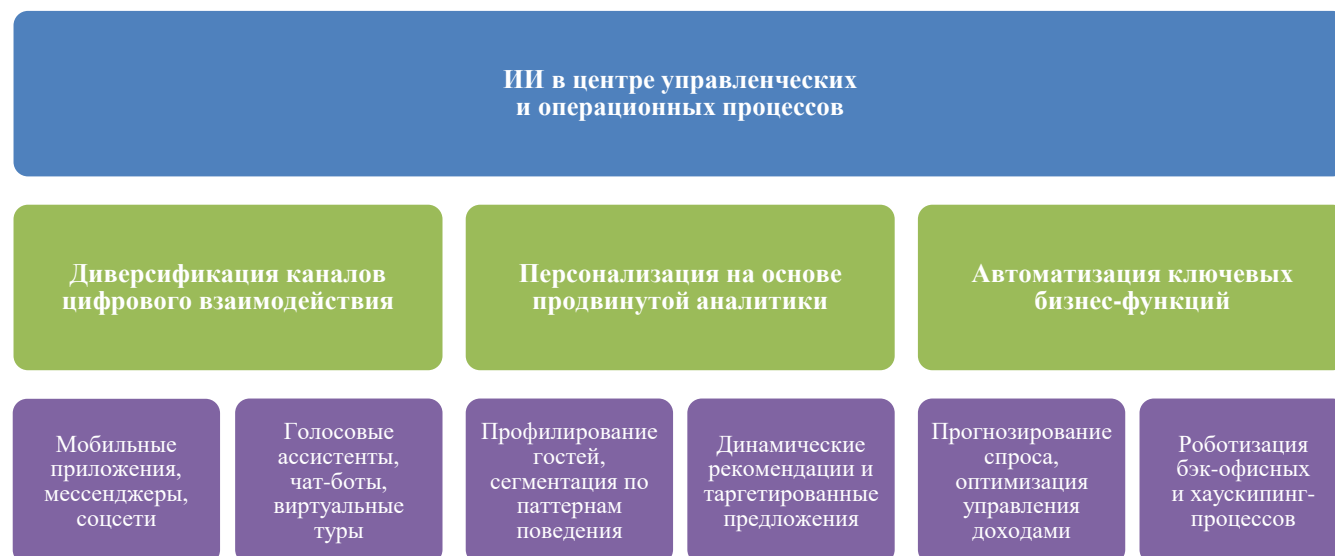 ИИ в центре управленческих
и операционных процессов
Диверсификация каналов
цифрового взаимодействия
Персонализация на основе
продвинутой аналитики
Автоматизация ключевых
бизнес-функций
Мобильные
приложения,
мессенджеры,
соцсети
Голосовые
ассистенты,
чат-боты,
виртуальные
туры
Профилирование
гостей,
сегментация по
паттернам
поведения
Динамические
рекомендации и
таргетированные
предложения
Прогнозирование
спроса,
оптимизация
управления
доходами
Роботизация
бэк-офисных
и хаускипинг-
процессов